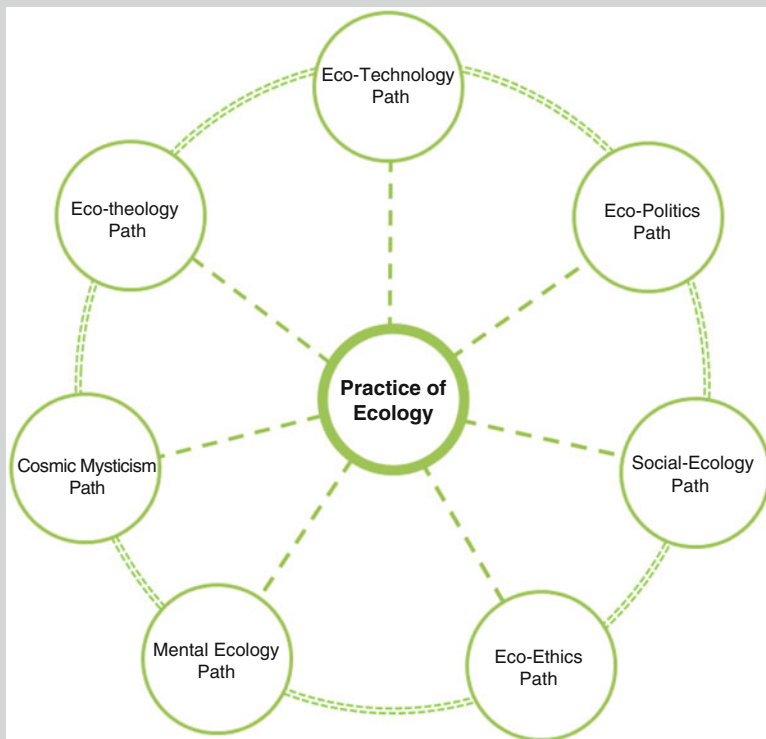 Eco-Technology
Path
Eco-theology
Path
Eco-Politics
Path
Practice of
Ecology
Cosmic Mysticism
Path
Social-Ecology
Path
Mental Ecology
Path
Eco-Ethics
Path